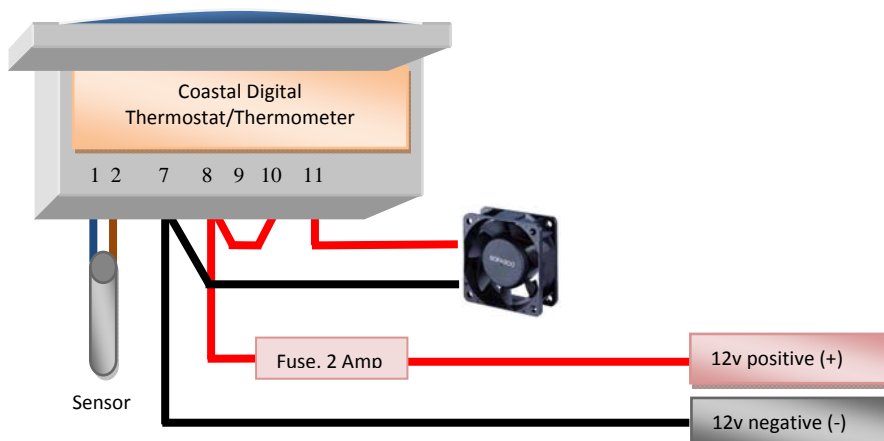 Coastal Digital
Thermostat/Thermometer
1 2 7 8 9 10 11
Fuse. 2 Amp
12v positive (+)
Sensor
12v negative (-)